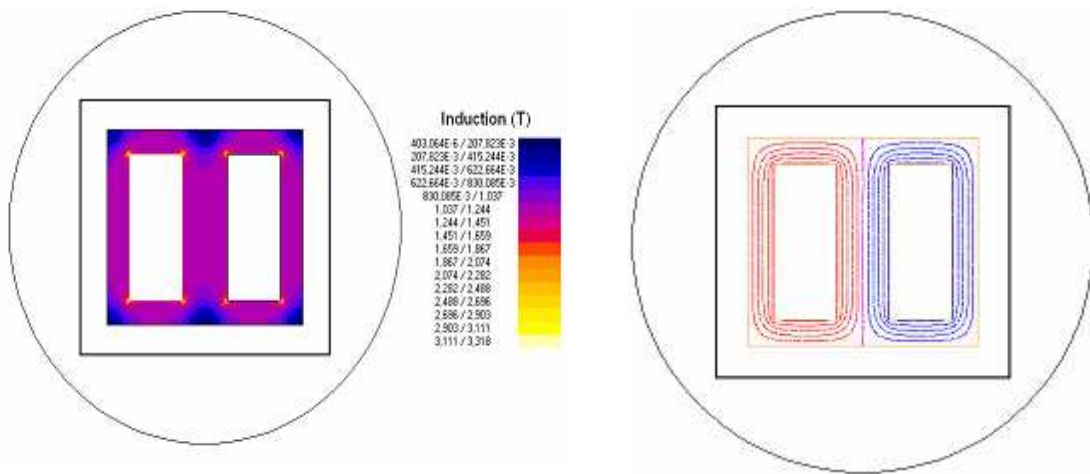 Induction (T)
403,064E-6 / 207,823E-3
207,823E-3 / 415,244E-3
415,244E-3 / 622,664E-3
622,664E-3 / 830,085E-3
830,085E-3 / 1,037
1,037 / 1,244
1,244 / 1,451
1,451 / 1,659
1,659 / 1,867
1,867 / 2,074
2,074 / 2,282
2,282 / 2,488
2,488 / 2,696
2,696 / 2,903
2,903 / 3,111
3,111 / 3,318